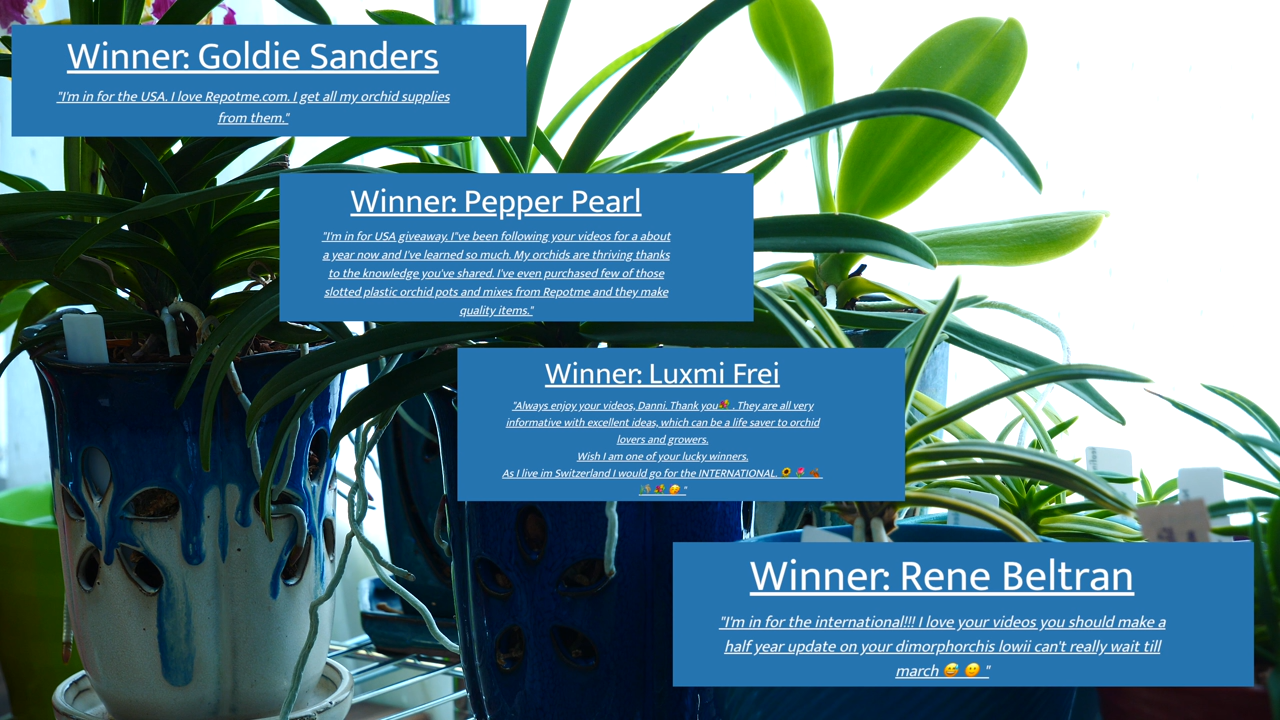 Winner: Goldie Sanders
"I'm in for the USA. I love Repotme.com. I get all my orchid supplies
from them."
Winner: Pepper Pearl
"I'm in for USA giveaway. I"ve been following your videos for a about
a year now and I've learned so much. My orchids are thriving thanks
to the knowledge you've shared. I've even purchased few of those
slotted plastic orchid pots and mixes from Repotme and they make
quality items."
Winner: Luxmi Frei
"Always enjoy your videos, Danni. Thank you💐 . They are all very
informative with excellent ideas, which can be a life saver to orchid
lovers and growers.
Wish I am one of your lucky winners.
As I live im Switzerland I would go for the INTERNATIONAL. 🌻 🌷 🪴
🎋 💐 🥰 "
Winner: Rene Beltran
"I'm in for the international!!! I love your videos you should make a
half year update on your dimorphorchis lowii can't really wait till
march 😅 🙂 "